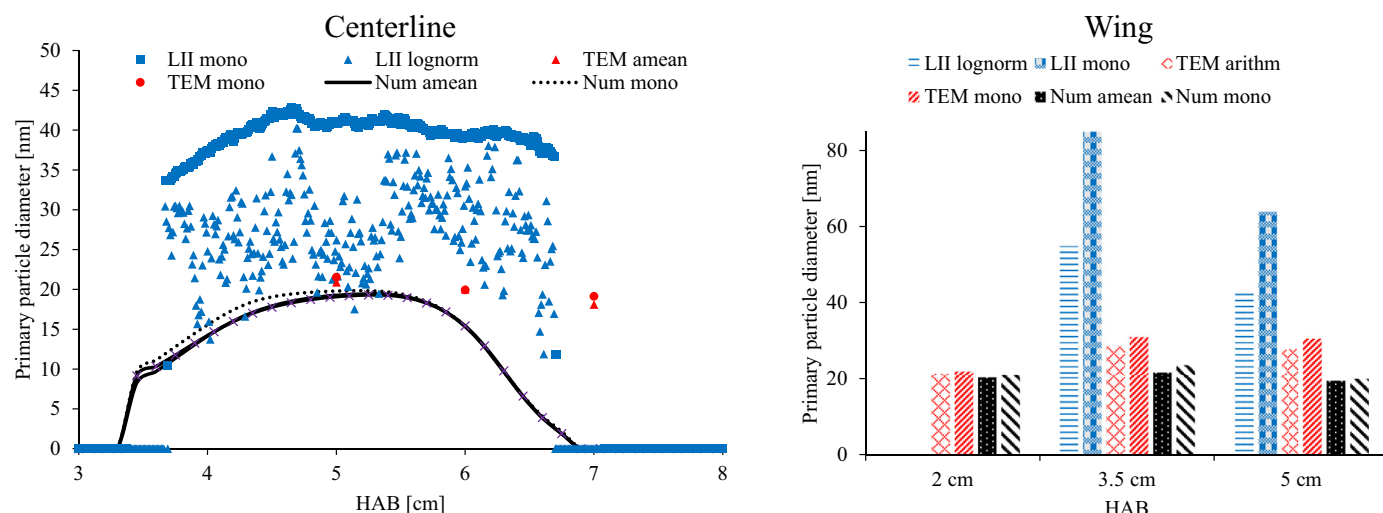 Centerline
LII mono LII lognorm TEM amean
TEM mono Num amean Num mono
Primary particle diameter [nm]
50
45
40
35
30
25
20
15
10
5
0
3 4 5 6 7 8
HAB [cm]
Wing
LII lognorm LII mono TEM arithm
TEM mono Num amean Num mono
Primary particle diameter [nm]
80
60
40
20
0
2 cm 3.5 cm 5 cm
HAB